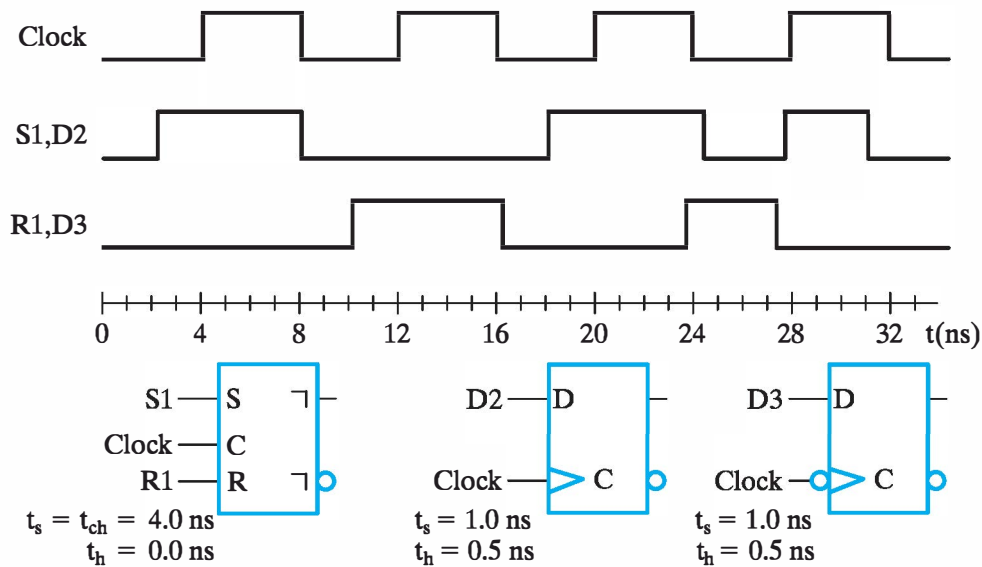 Clock
S1,D2
R1,D3
0 4 8 12 16 20 24 28 32 t(ns)
S1 S ┐
Clock C
R1 R ┐
tₛ = t_ch = 4.0 ns
tₕ = 0.0 ns
D2 D
Clock C
tₛ = 1.0 ns
tₕ = 0.5 ns
D3 D
Clock C
tₛ = 1.0 ns
tₕ = 0.5 ns